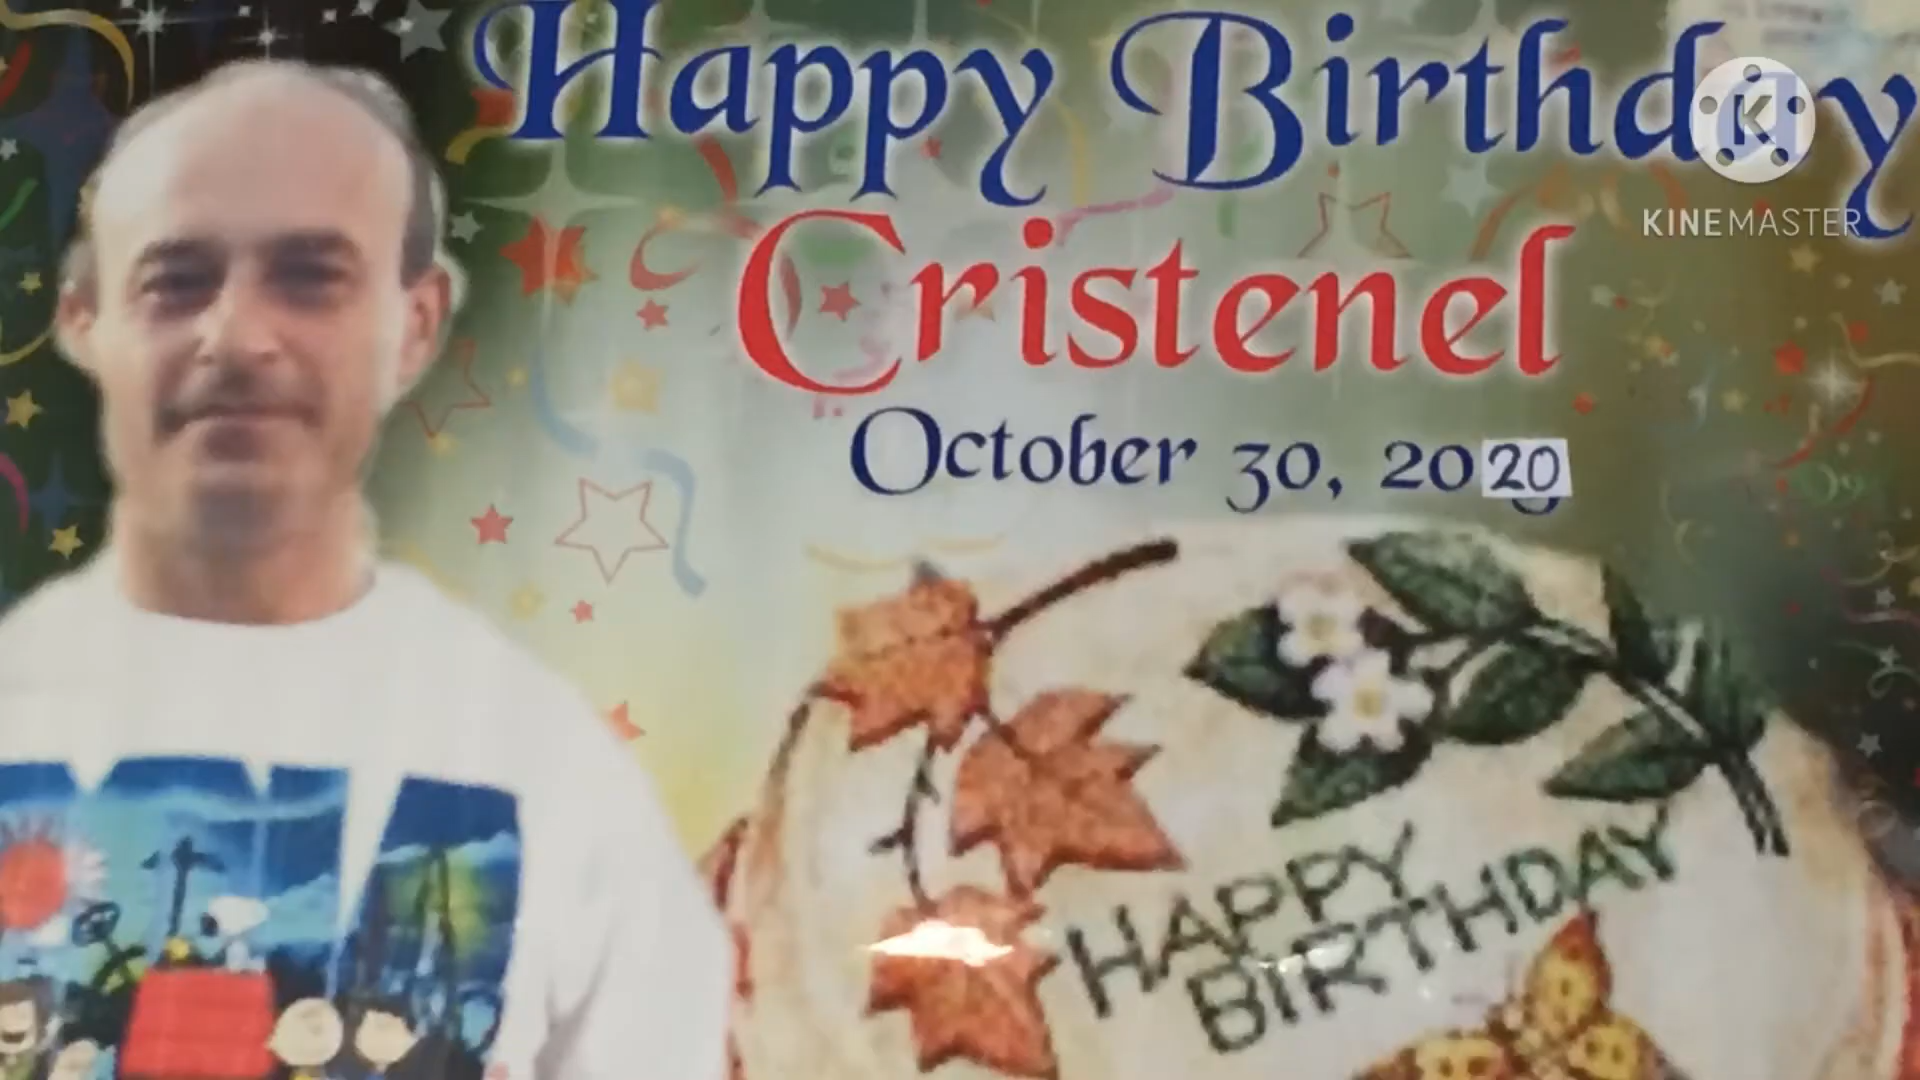 Happy Birthday
Cristenel
October 30, 2020
K
KINEMASTER
HAPPY
BIRTHDAY